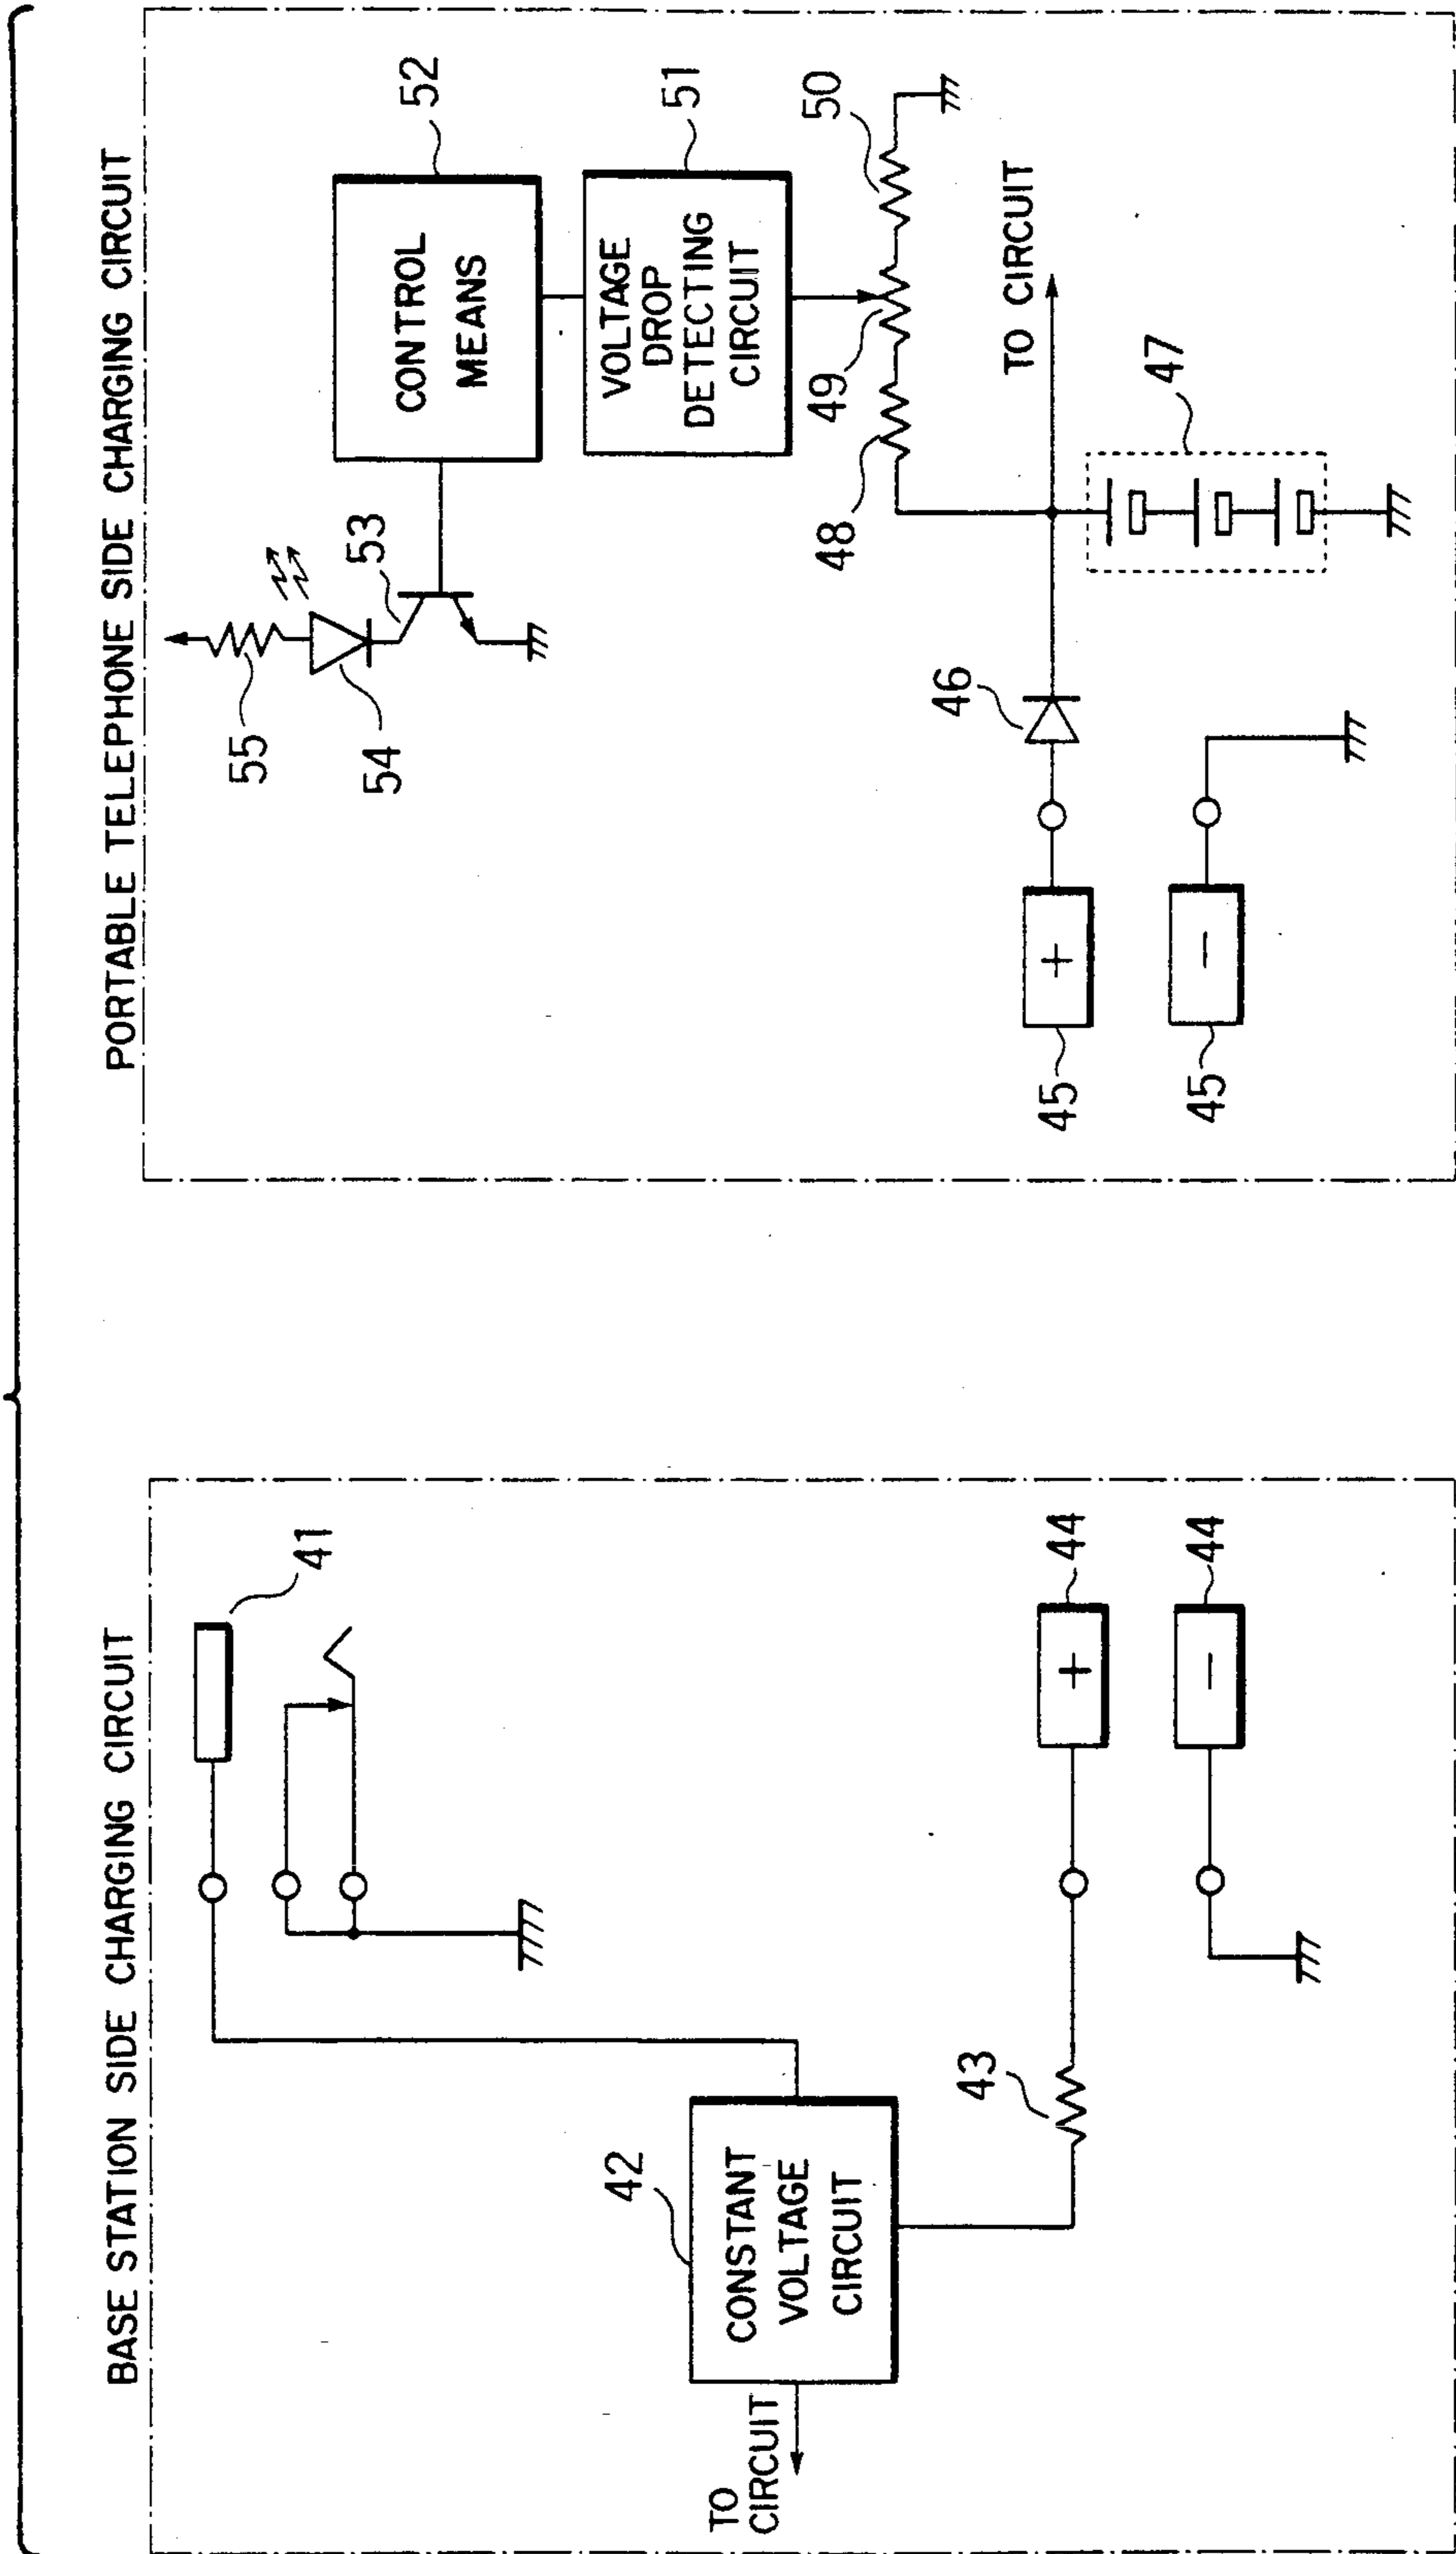 BASE STATION SIDE CHARGING CIRCUIT
41
42
CONSTANT
VOLTAGE
CIRCUIT
TO
CIRCUIT
43
+
44
−
44
PORTABLE TELEPHONE SIDE CHARGING CIRCUIT
55
54
53
CONTROL
MEANS
52
VOLTAGE
DROP
DETECTING
CIRCUIT
51
48
49
50
TO CIRCUIT
46
47
+
45
−
45